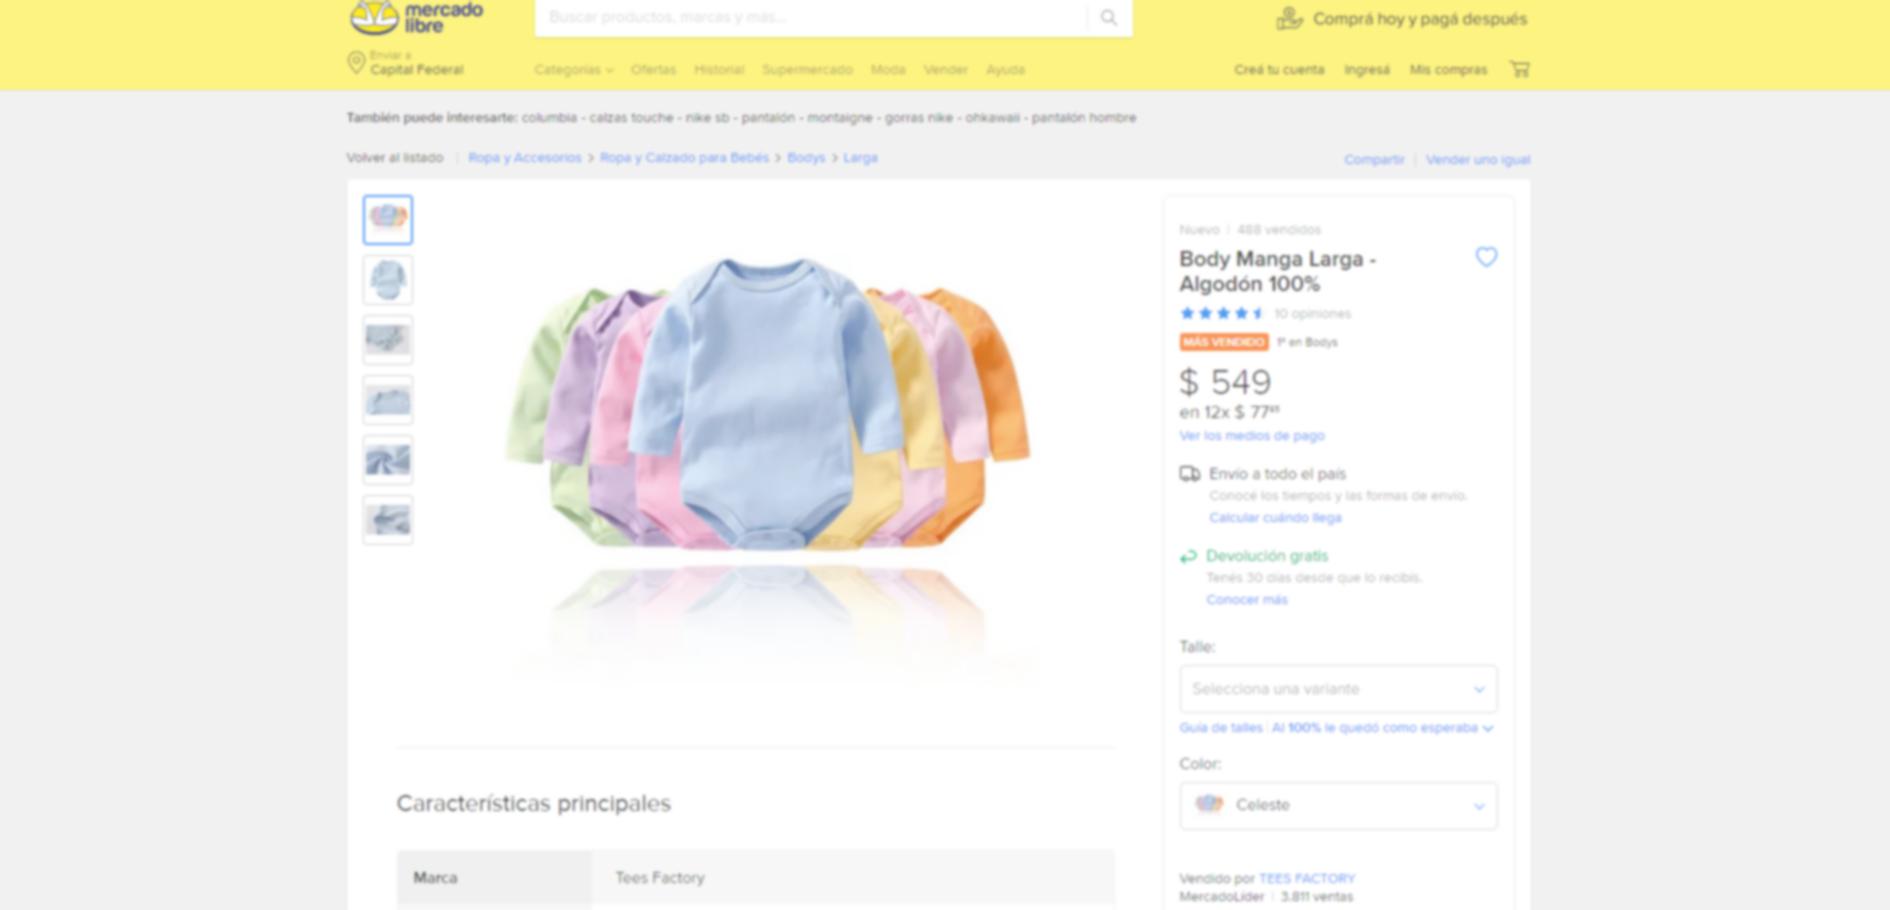 mercado
libre
Buscar productos, marcas y más...
Comprá hoy y pagá después
Enviar a
Capital Federal
Categorías Ofertas Historial Supermercado Moda Vender Ayuda
Creá tu cuenta Ingresá Mis compras
También puede interesarte: columbia - calzas touche - nike sb - pantalón - montaigne - gorras nike - ohkawaii - pantalón hombre
Volver al listado | Ropa y Accesorios > Ropa y Calzado para Bebés > Bodys > Larga
Compartir | Vender uno igual
Nuevo | 488 vendidos
Body Manga Larga -
Algodón 100%
10 opiniones
MÁS VENDIDO 1º en Bodys
$ 549
en 12x $ 77
Ver los medios de pago
Envío a todo el país
Conocé los tiempos y las formas de envío.
Calcular cuándo llega
Devolución gratis
Tenés 30 días desde que lo recibís.
Conocer más
Talle:
Selecciona una variante
Guía de talles | Al 100% le quedó como esperaba
Color:
Celeste
Características principales
Marca Tees Factory
Vendido por TEES FACTORY
MercadoLíder | 3.811 ventas